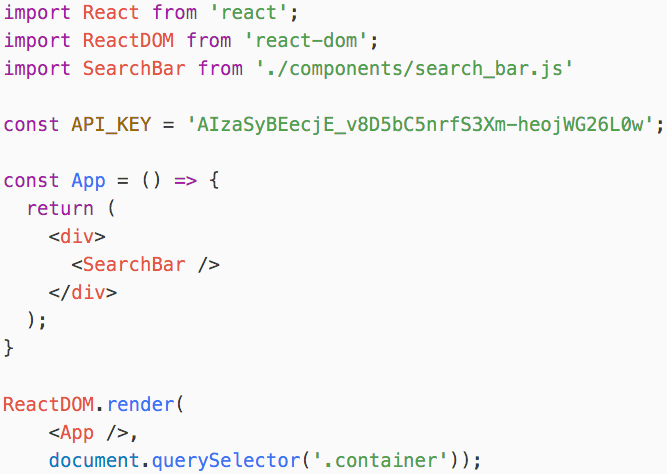 import React from 'react';
import ReactDOM from 'react-dom';
import SearchBar from './components/search_bar.js'

const API_KEY = 'AIzaSyBEecjE_v8D5bC5nrfS3Xm-heojWG26L0w';

const App = () => {
  return (
    <div>
      <SearchBar />
    </div>
  );
}

ReactDOM.render(
    <App />,
    document.querySelector('.container'));